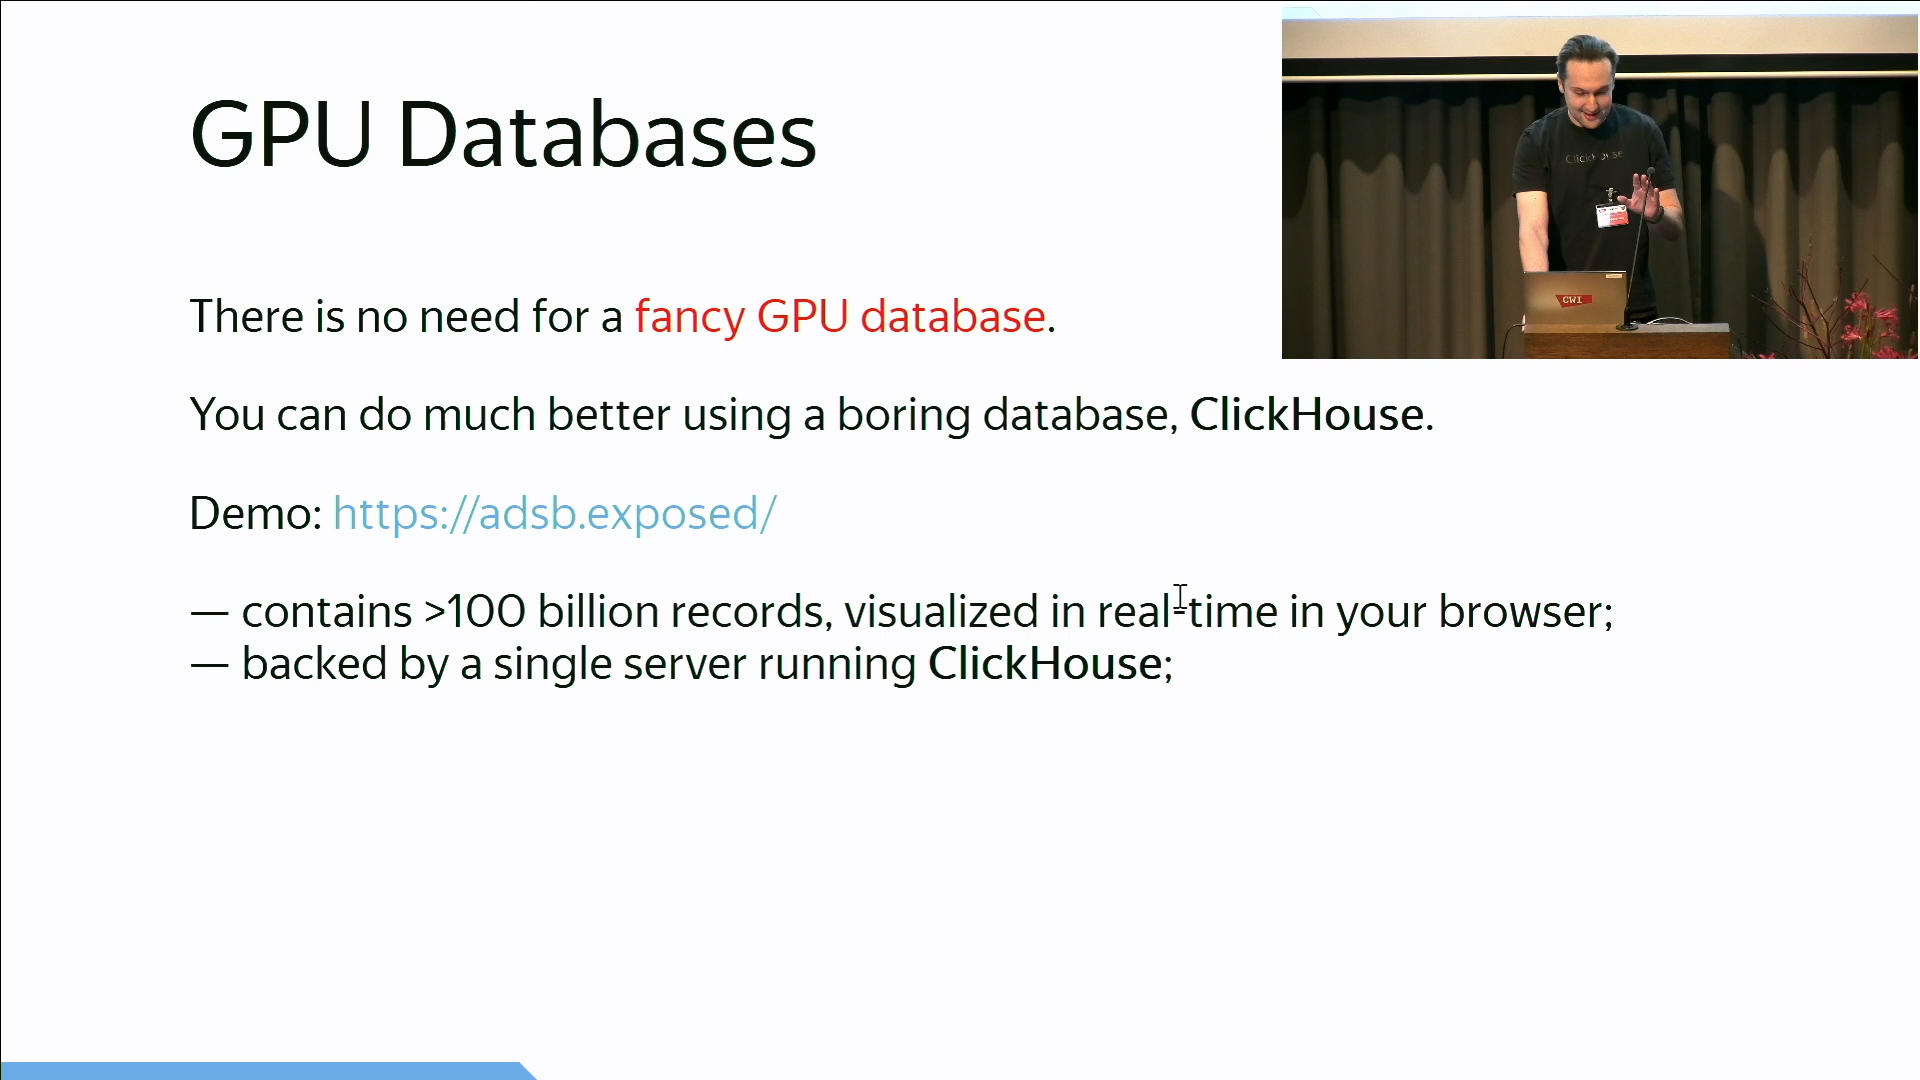 GPU Databases
There is no need for a fancy GPU database.
You can do much better using a boring database, ClickHouse.
Demo: https://adsb.exposed/
— contains >100 billion records, visualized in real-time in your browser;
— backed by a single server running ClickHouse;
ClickHouse
CWI